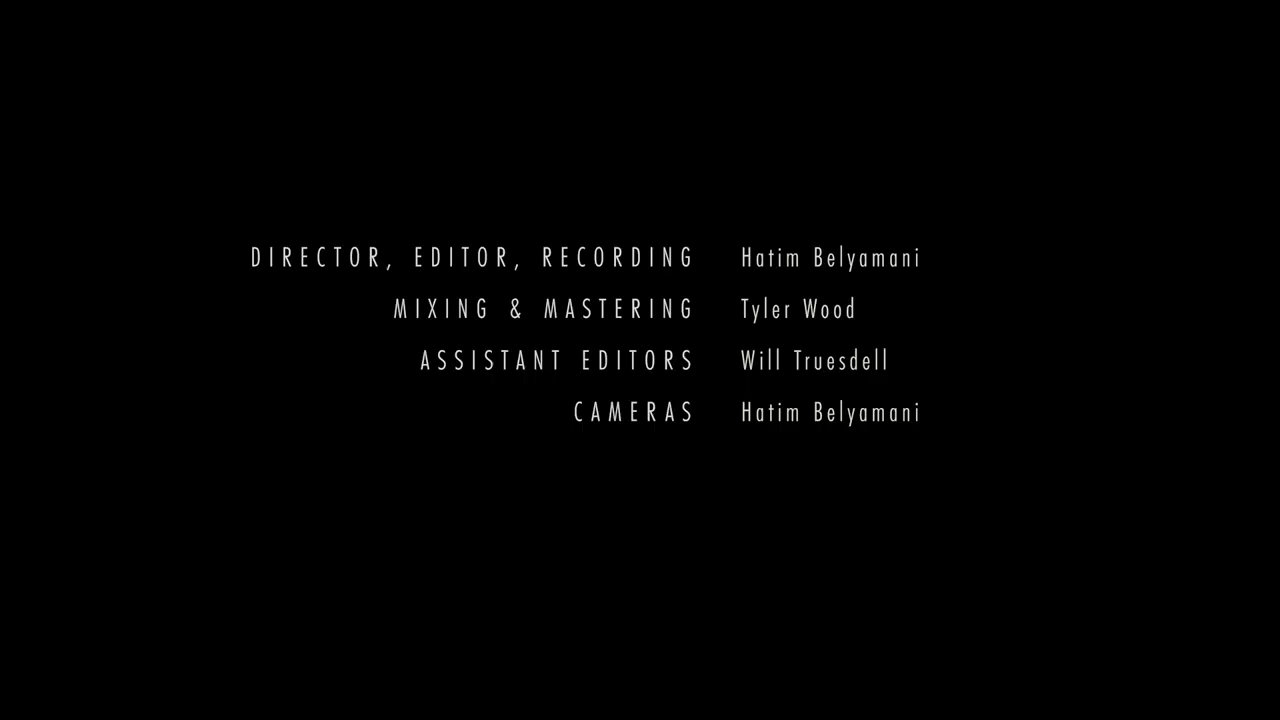 DIRECTOR, EDITOR, RECORDING Hatim Belyamani
MIXING & MASTERING Tyler Wood
ASSISTANT EDITORS Will Truesdell
CAMERAS Hatim Belyamani